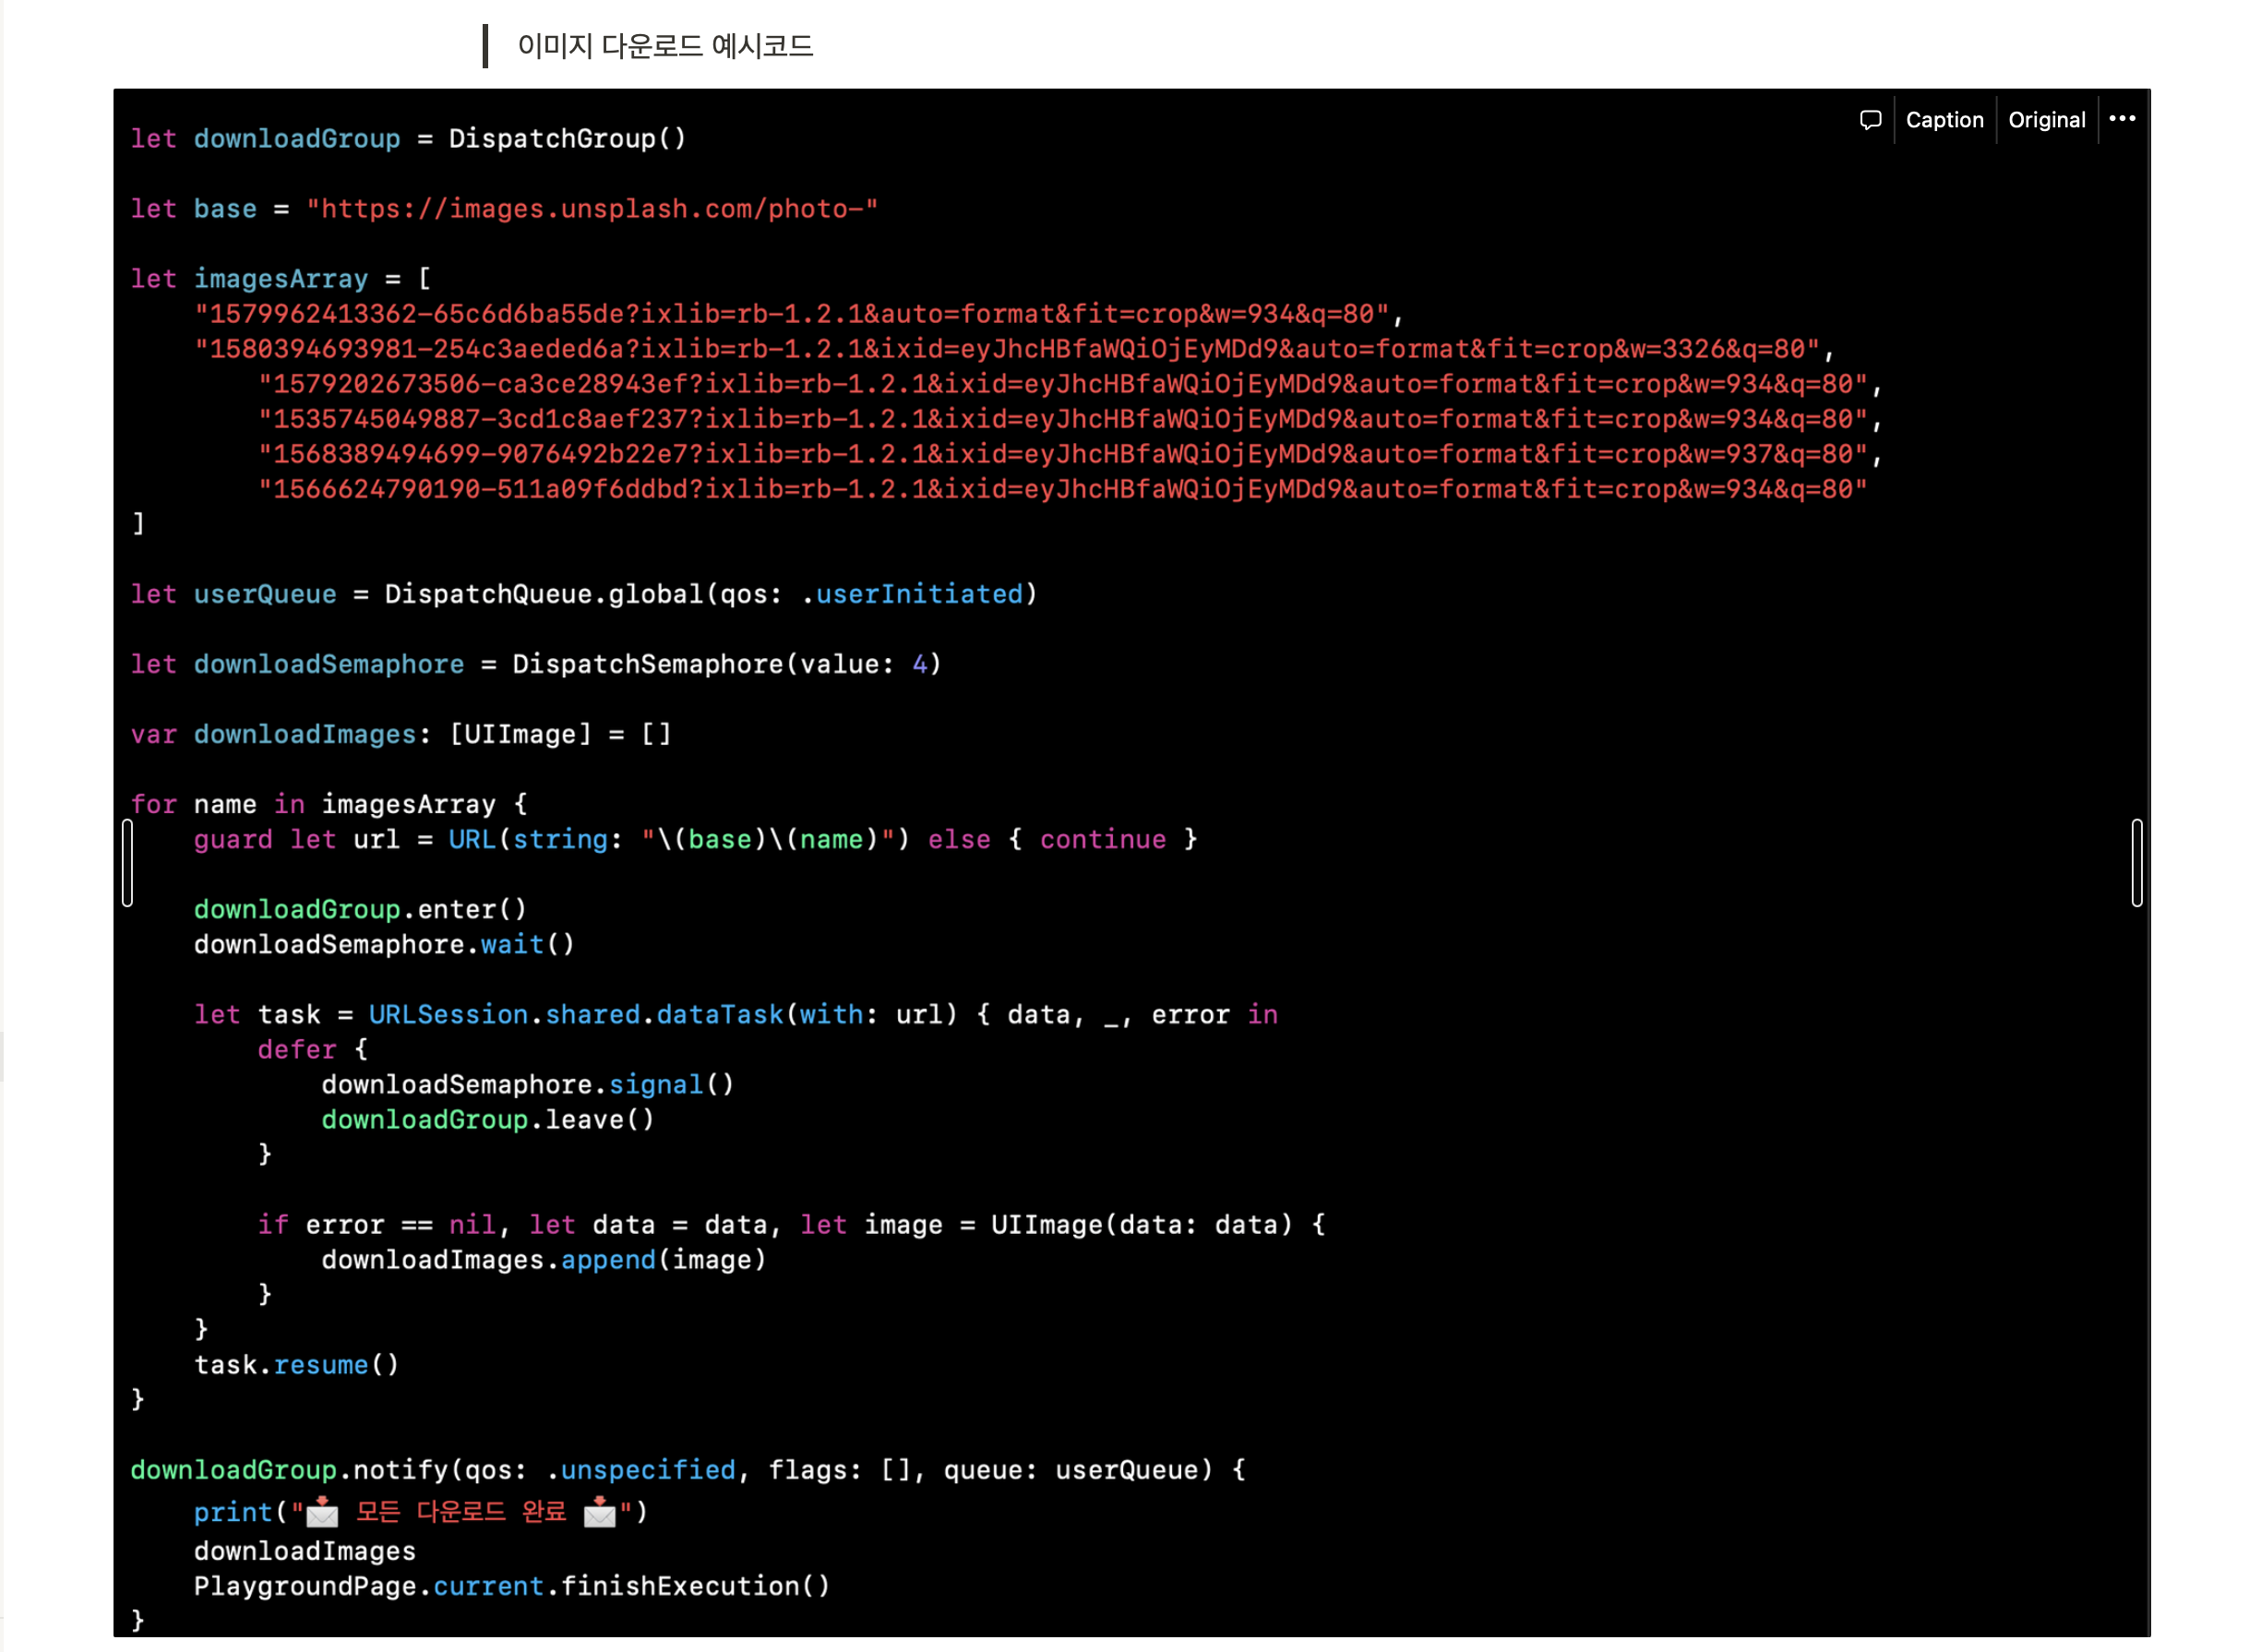 이미지 다운로드 예시코드
Caption Original
let downloadGroup = DispatchGroup()
let base = "https://images.unsplash.com/photo-"
let imagesArray = [
"1579962413362-65c6d6ba55de?ixlib=rb-1.2.1&auto=format&fit=crop&w=934&q=80",
"1580394693981-254c3aeded6a?ixlib=rb-1.2.1&ixid=eyJhcHBfaWQiOjEyMDd9&auto=format&fit=crop&w=3326&q=80",
"1579202673506-ca3ce28943ef?ixlib=rb-1.2.1&ixid=eyJhcHBfaWQiOjEyMDd9&auto=format&fit=crop&w=934&q=80",
"1535745049887-3cd1c8aef237?ixlib=rb-1.2.1&ixid=eyJhcHBfaWQiOjEyMDd9&auto=format&fit=crop&w=934&q=80",
"1568389494699-9076492b22e7?ixlib=rb-1.2.1&ixid=eyJhcHBfaWQiOjEyMDd9&auto=format&fit=crop&w=937&q=80",
"1566624790190-511a09f6ddbd?ixlib=rb-1.2.1&ixid=eyJhcHBfaWQiOjEyMDd9&auto=format&fit=crop&w=934&q=80"
]
let userQueue = DispatchQueue.global(qos: .userInitiated)
let downloadSemaphore = DispatchSemaphore(value: 4)
var downloadImages: [UIImage] = []
for name in imagesArray {
guard let url = URL(string: "\(base)\(name)") else { continue }
downloadGroup.enter()
downloadSemaphore.wait()
let task = URLSession.shared.dataTask(with: url) { data, _, error in
defer {
downloadSemaphore.signal()
downloadGroup.leave()
}
if error == nil, let data = data, let image = UIImage(data: data) {
downloadImages.append(image)
}
}
task.resume()
}
downloadGroup.notify(qos: .unspecified, flags: [], queue: userQueue) {
print("📩 모든 다운로드 완료 📩")
downloadImages
PlaygroundPage.current.finishExecution()
}